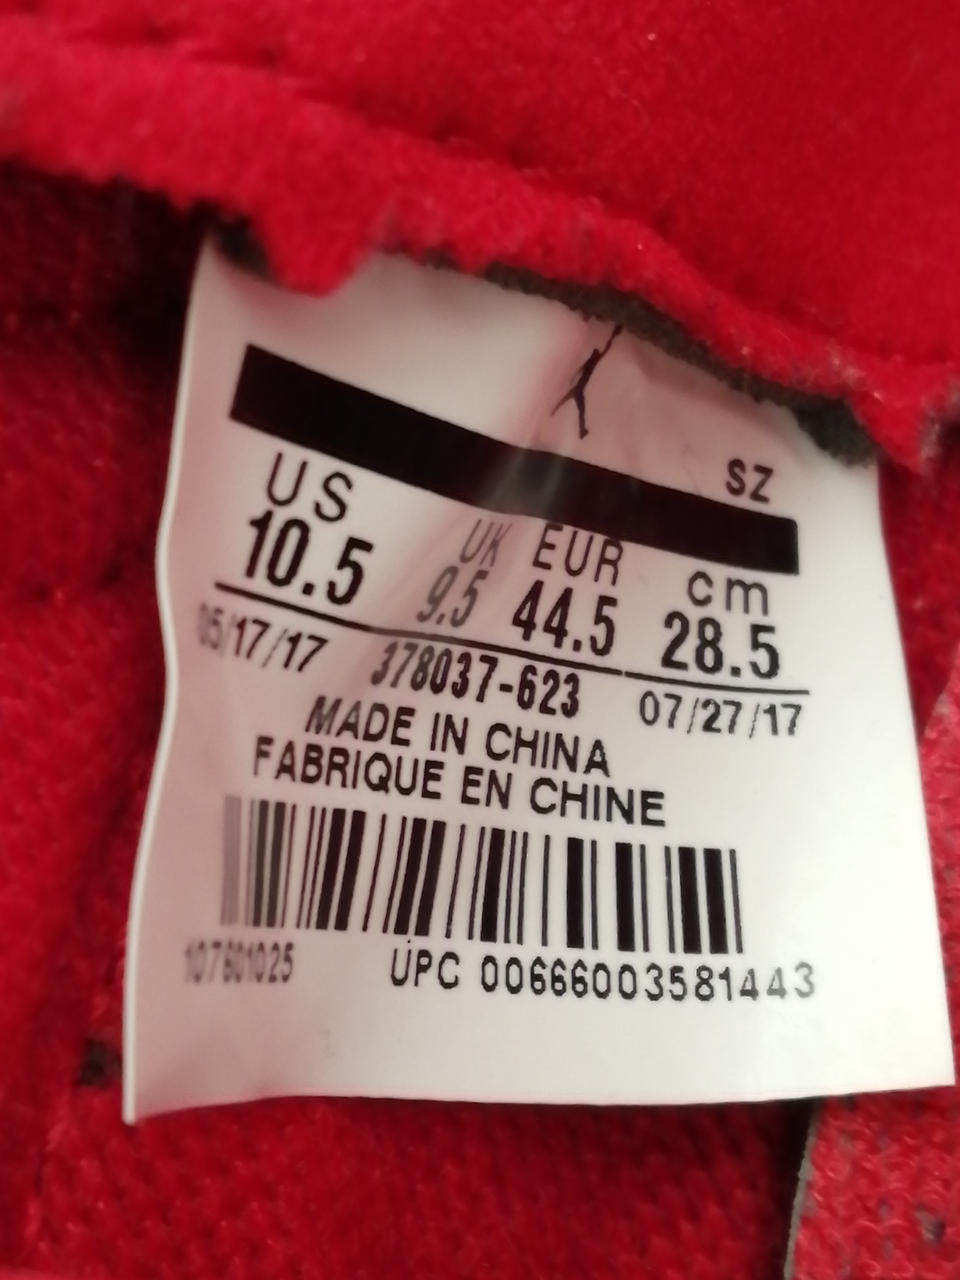 SZ
US UK EUR cm
10.5 9.5 44.5 28.5
05/17/17 378037-623 07/27/17
MADE IN CHINA
FABRIQUE EN CHINE
107601025 UPC 00666003581443